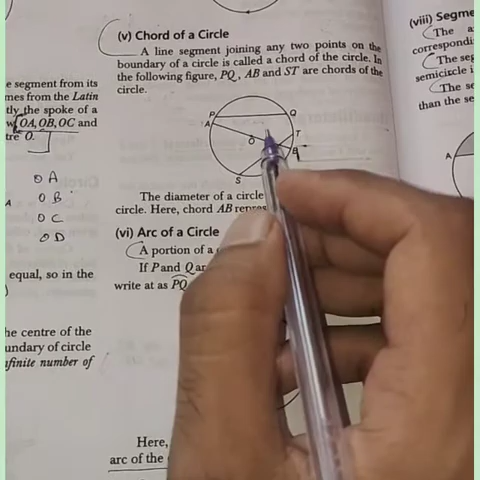 (v) Chord of a Circle
A line segment joining any two points on the
boundary of a circle is called a chord of the circle. In
the following figure, PQ, AB and ST are chords of the
circle.
P
Q
A
T
O
B
S
The diameter of a circle
circle. Here, chord AB
(vi) Arc of a Circle
A portion of a
If P and Q
write at as PQ
Here,
arc of the
e segment from its
mes from the Latin
tly, the spoke of a
OA, OB, OC and
tre O.
O A
O B
O C
O D
A
equal, so in the
he centre of the
undary of circle
nfinite number of
(viii) Segme
The
correspondi
The seg
semicircle i
The se
than the se
A